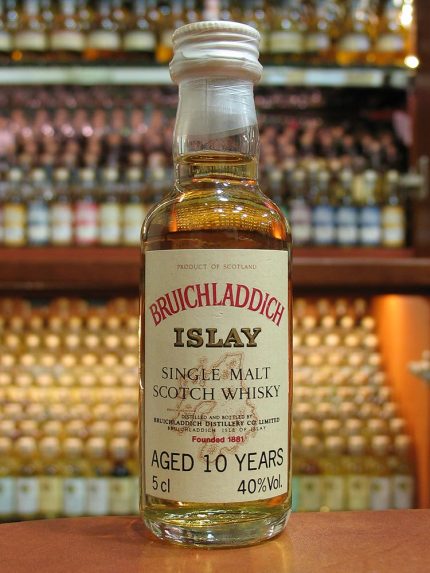 PRODUCT OF SCOTLAND
BRUICHLADDICH
ISLAY
SINGLE MALT
SCOTCH WHISKY
DISTILLED AND BOTTLED BY
BRUICHLADDICH DISTILLERY CO. LIMITED
BRUICHLADDICH ISLE OF ISLAY
Founded 1881
AGED 10 YEARS
5 cl 40% Vol.